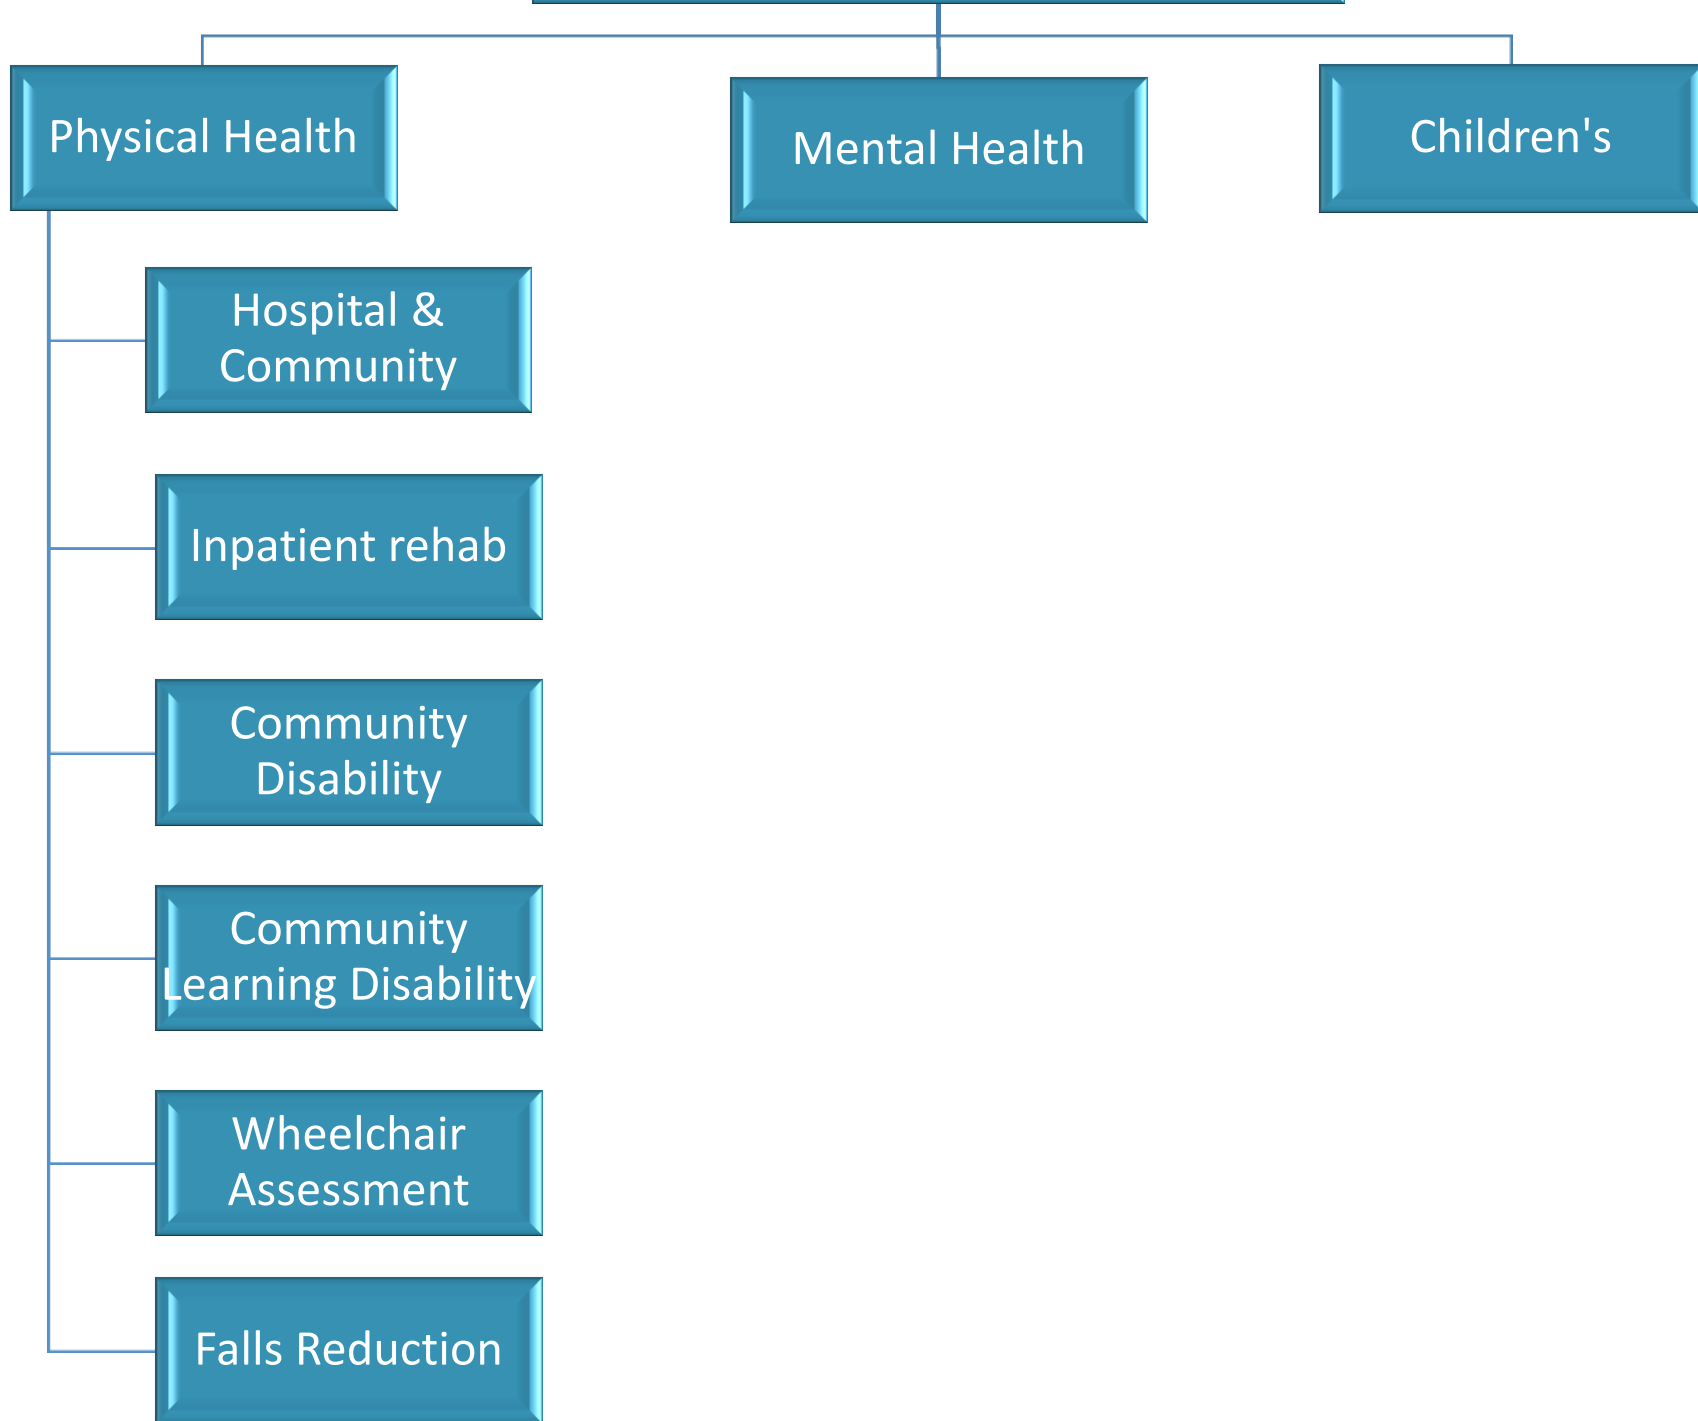 Physical Health
Mental Health
Children's
Hospital &
Community
Inpatient rehab
Community
Disability
Community
Learning Disability
Wheelchair
Assessment
Falls Reduction